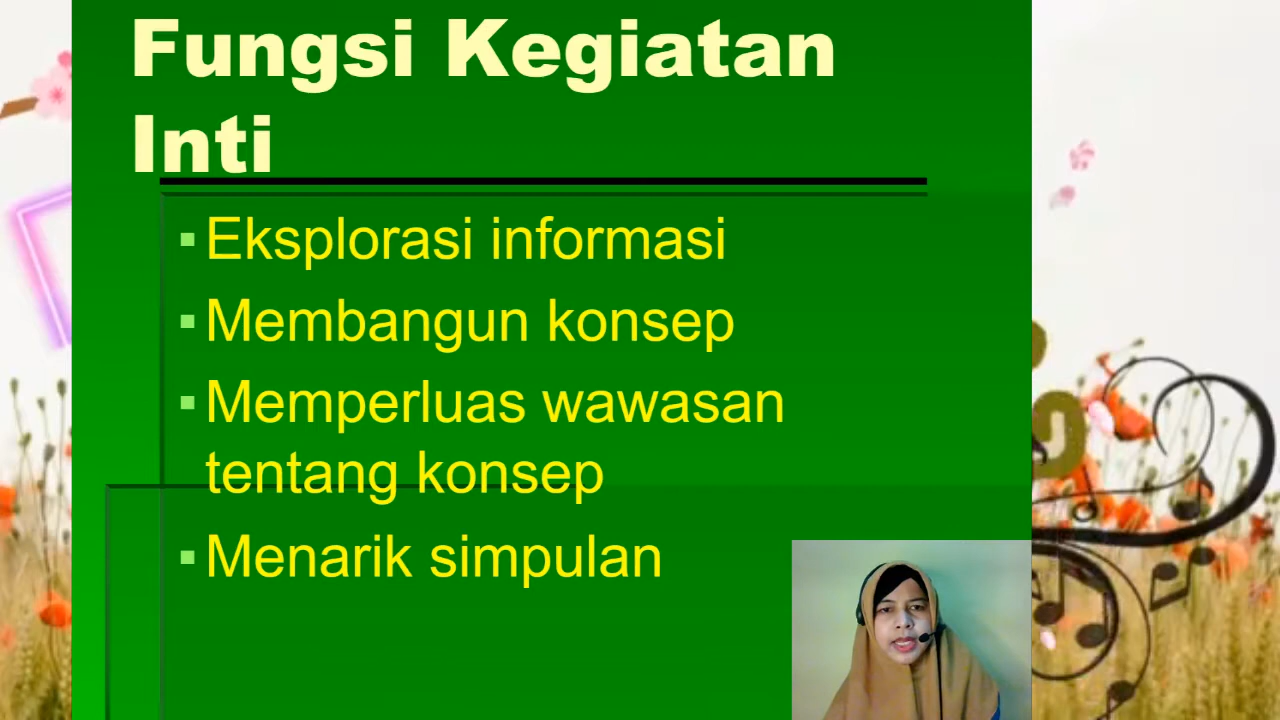 Fungsi Kegiatan
Inti
Eksplorasi informasi
Membangun konsep
Memperluas wawasan
tentang konsep
Menarik simpulan